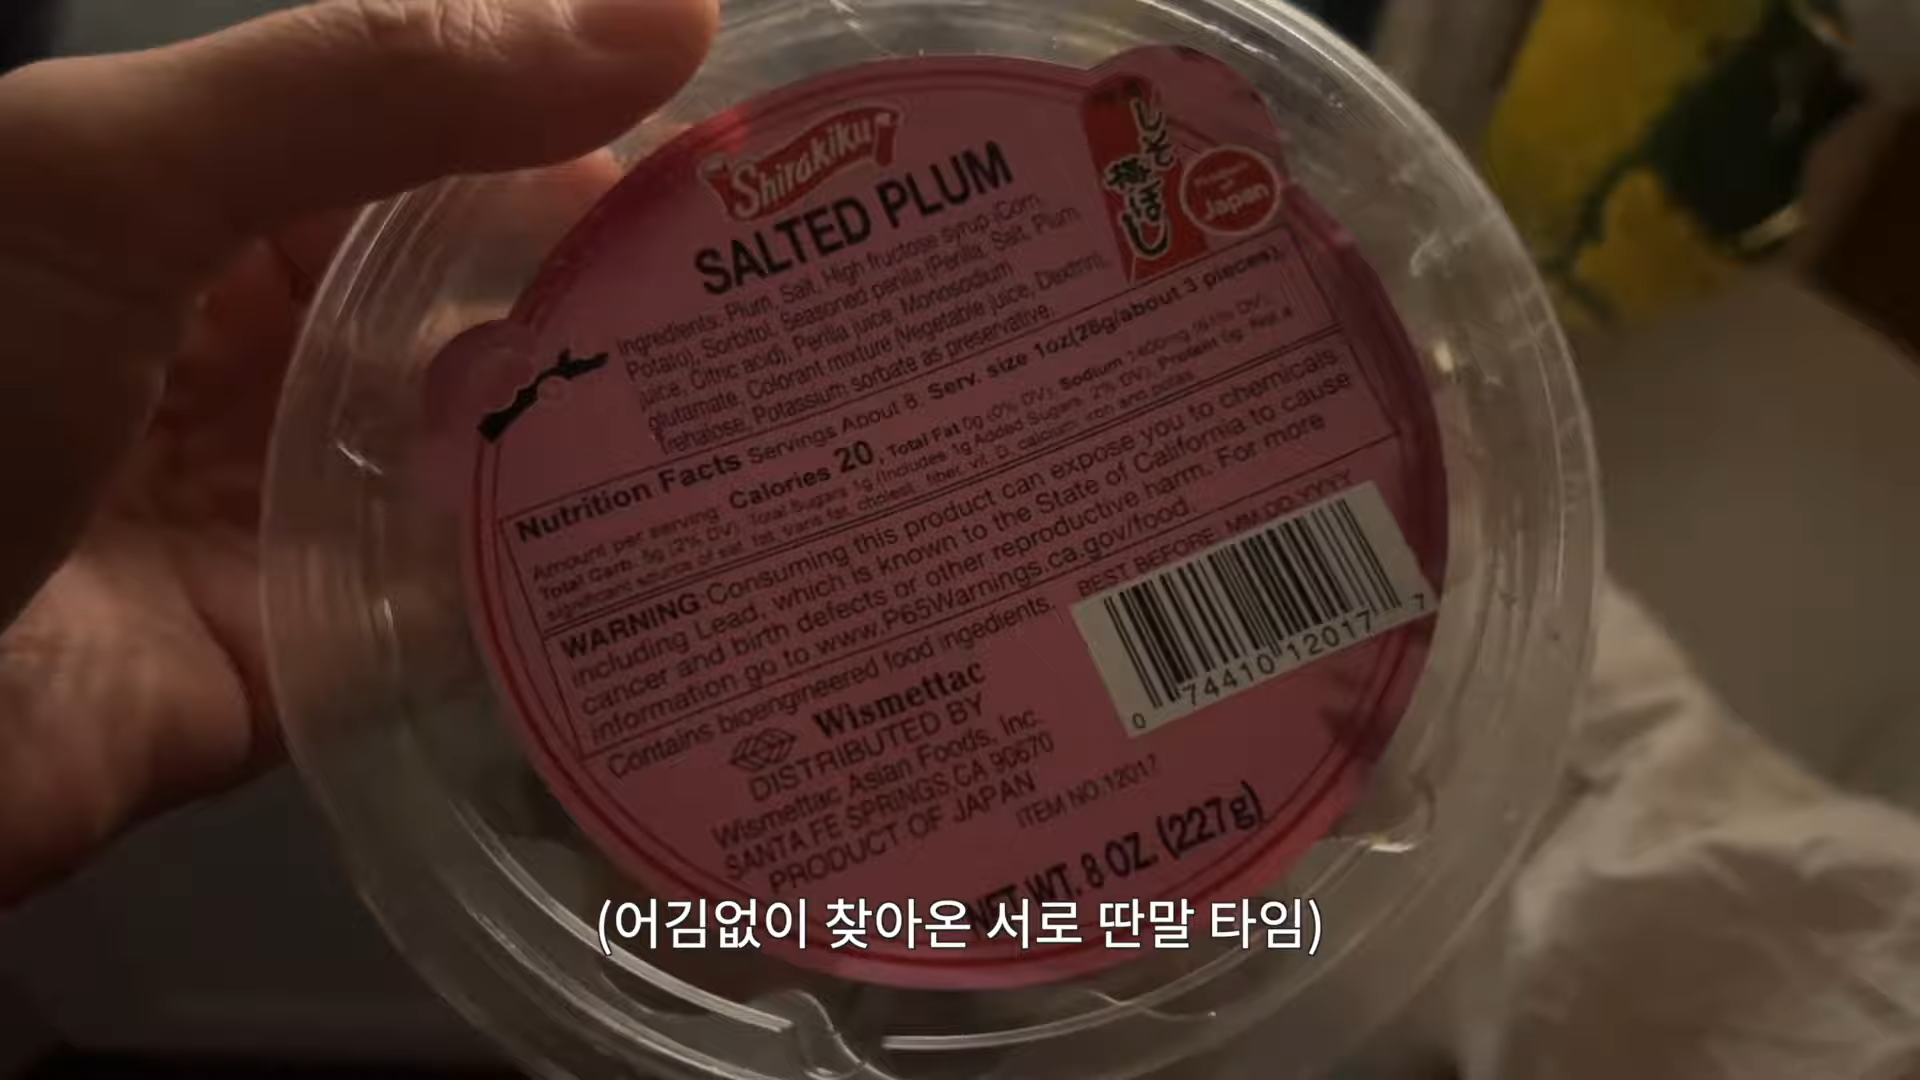 Shirakiku
SALTED PLUM
しそ
梅ぼし
Product of
Japan
Ingredients: Plum, Salt, High fructose syrup (Corn,
Potato), Sorbitol, Seasoned perilla (Perilla, Salt, Plum
juice, Citric acid), Perilla juice, Monosodium
glutamate, Colorant mixture (Vegetable juice, Dextrin),
Trehalose, Potassium sorbate as preservative.
Nutrition Facts Servings About 8, Serv. size 1oz(28g/about 3 pieces),
Amount per serving: Calories 20, Total Fat 0g (0% DV), Sodium
Total Carb. 5g (2% DV), Total Sugars 1g (Includes 1g Added Sugars, 2% DV), Protein
significant source of sat. fat, trans fat, cholest., fiber, vit. D, calcium, iron and potas.
WARNING:Consuming this product can expose you to chemicals
including Lead, which is known to the State of California to cause
cancer and birth defects or other reproductive harm. For more
information go to www.P65Warnings.ca.gov/food.
Contains bioengineered food ingedients.
BEST BEFORE: MM.DD.YYYY
0 74410 12017 7
Wismettac
DISTRIBUTED BY
Wismettac Asian Foods, Inc.
SANTA FE SPRINGS,CA 90670
PRODUCT OF JAPAN
ITEM NO.12017
NET WT. 8 OZ. (227g)
(어김없이 찾아온 서로 딴말 타임)